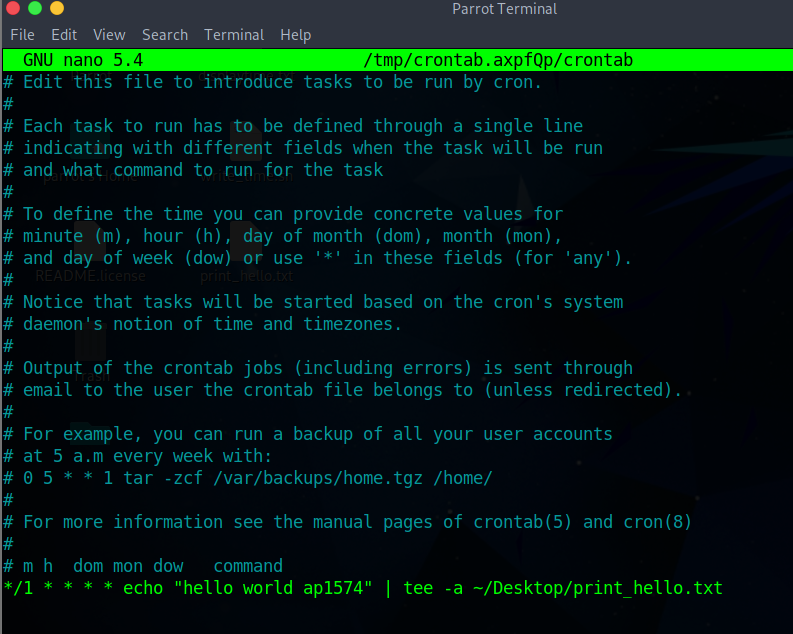 Parrot Terminal
File Edit View Search Terminal Help
GNU nano 5.4 /tmp/crontab.axpfQp/crontab
# Edit this file to introduce tasks to be run by cron.
#
# Each task to run has to be defined through a single line
# indicating with different fields when the task will be run
# and what command to run for the task
#
# To define the time you can provide concrete values for
# minute (m), hour (h), day of month (dom), month (mon),
# and day of week (dow) or use '*' in these fields (for 'any').
README.license print_hello.txt
#
# Notice that tasks will be started based on the cron's system
# daemon's notion of time and timezones.
#
# Output of the crontab jobs (including errors) is sent through
# email to the user the crontab file belongs to (unless redirected).
#
# For example, you can run a backup of all your user accounts
# at 5 a.m every week with:
# 0 5 * * 1 tar -zcf /var/backups/home.tgz /home/
#
# For more information see the manual pages of crontab(5) and cron(8)
#
# m h  dom mon dow   command
*/1 * * * * echo "hello world ap1574" | tee -a ~/Desktop/print_hello.txt